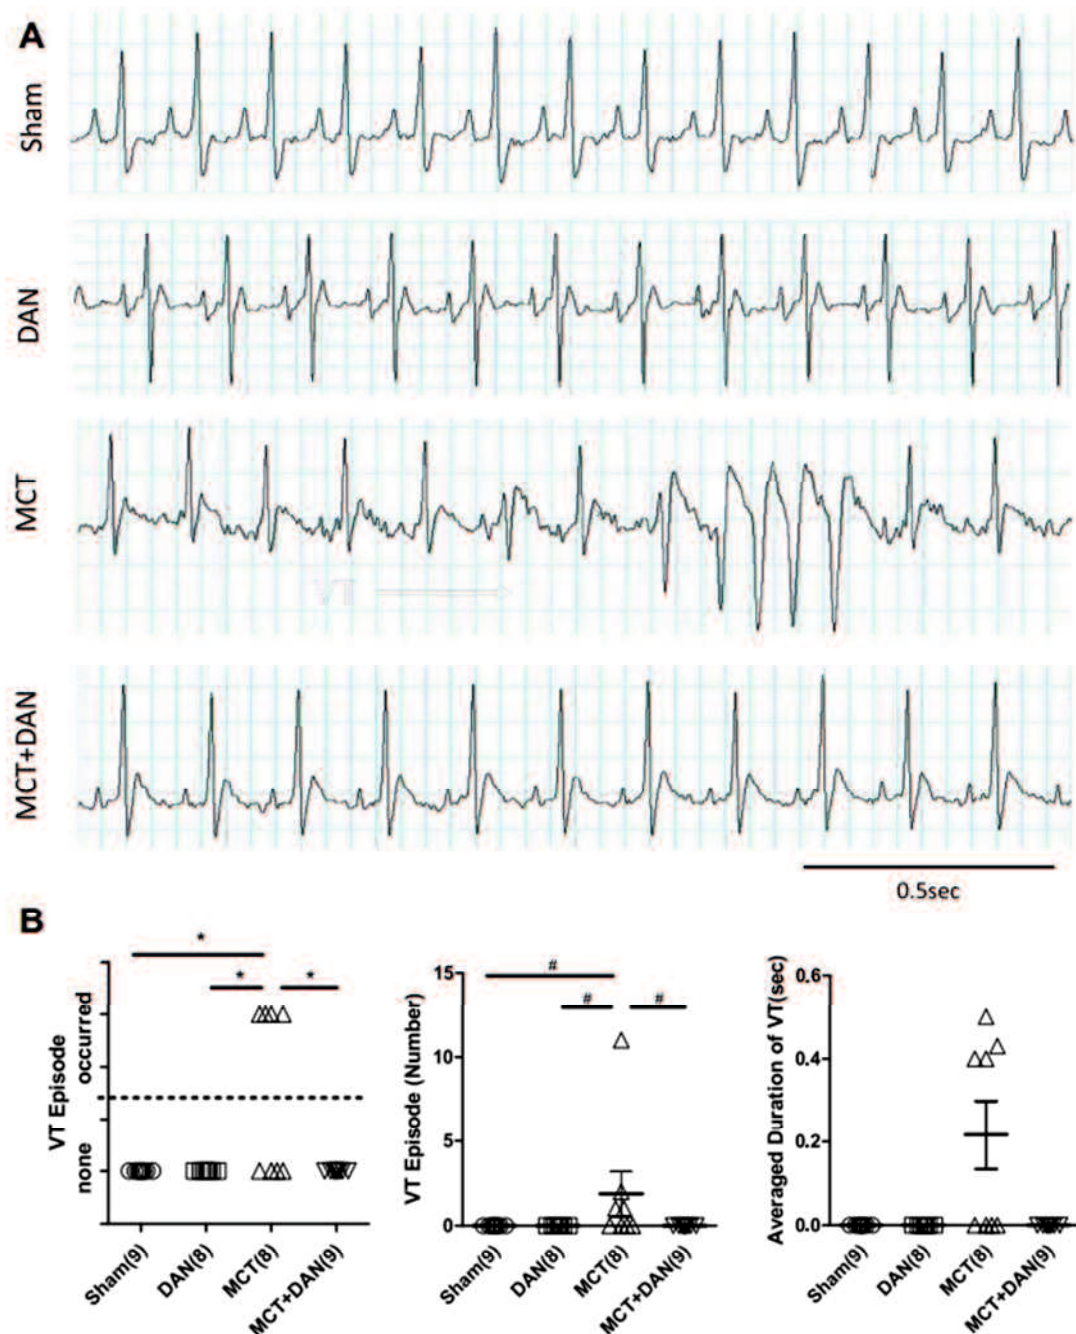 A
Sham
DAN
MCT
VT
MCT+DAN
0.5sec
B
VT Episode
none occurred
*
*
*
Sham(9)
DAN(8)
MCT(8)
MCT+DAN(9)
VT Episode (Number)
15
10
5
0
#
#
#
Sham(9)
DAN(8)
MCT(8)
MCT+DAN(9)
Averaged Duration of VT(sec)
0.6
0.4
0.2
0.0
Sham(9)
DAN(8)
MCT(8)
MCT+DAN(9)